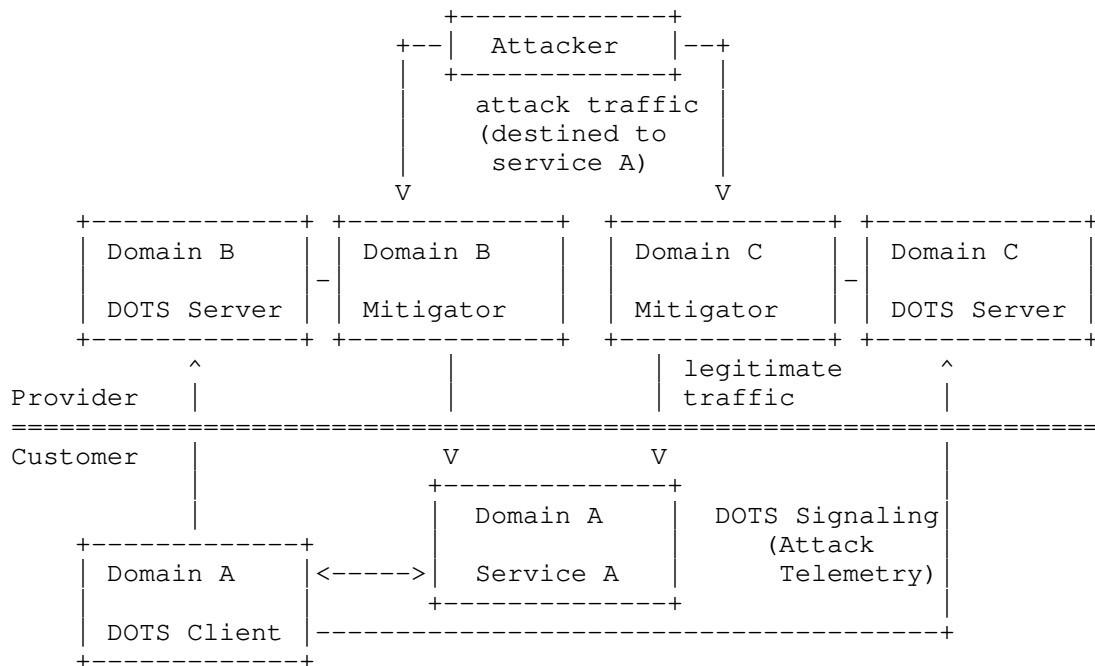 Attacker
attack traffic
(destined to
service A)
Domain B Domain B Domain C Domain C
DOTS Server Mitigator Mitigator DOTS Server
legitimate
Provider traffic
Customer
Domain A DOTS Signaling
(Attack
Domain A Service A Telemetry)
DOTS Client